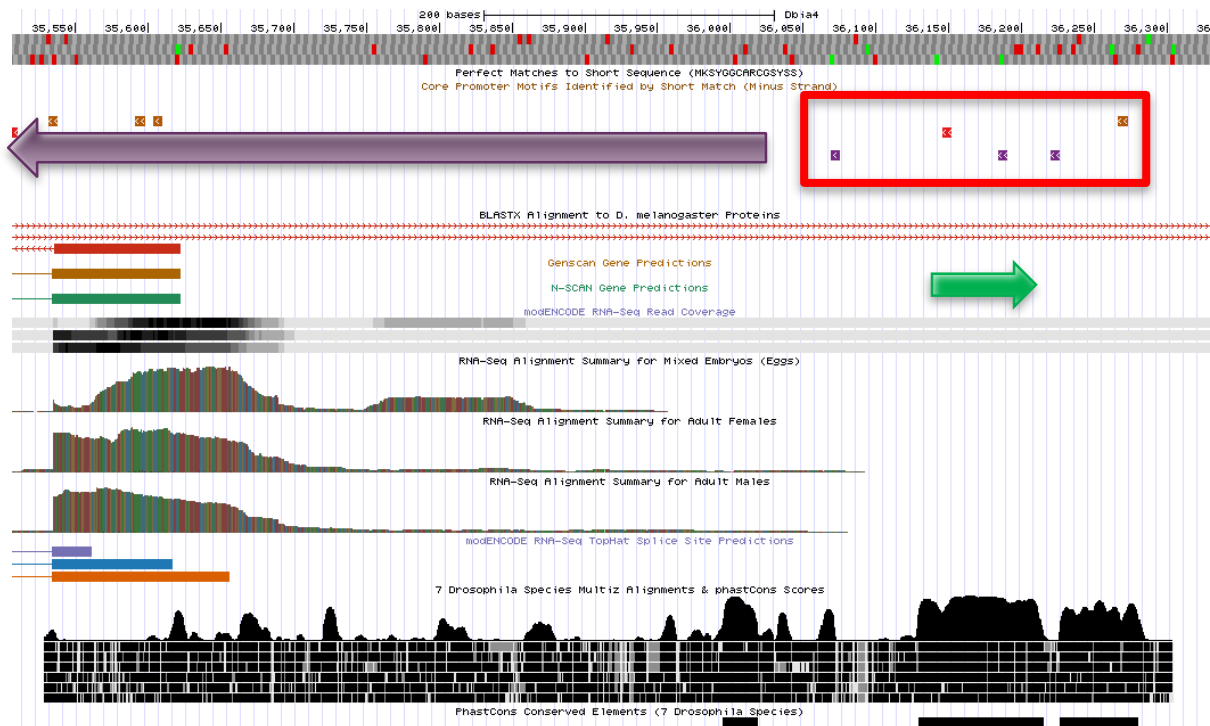 200 bases Dbia4
35,550 35,600 35,650 35,700 35,750 35,800 35,850 35,900 35,950 36,000 36,050 36,100 36,150 36,200 36,250 36,300 36
Perfect Matches to Short Sequence (MKSYGGCARCGSYSS)
Core Promoter Motifs Identified by Short Match (Minus Strand)
BLASTX Alignment to D. melanogaster Proteins
Genscan Gene Predictions
N-SCAN Gene Predictions
modENCODE RNA-Seq Read Coverage
RNA-Seq Alignment Summary for Mixed Embryos (Eggs)
RNA-Seq Alignment Summary for Adult Females
RNA-Seq Alignment Summary for Adult Males
modENCODE RNA-Seq TopHat Splice Site Predictions
7 Drosophila Species Multiz Alignments & phastCons Scores
PhastCons Conserved Elements (7 Drosophila Species)